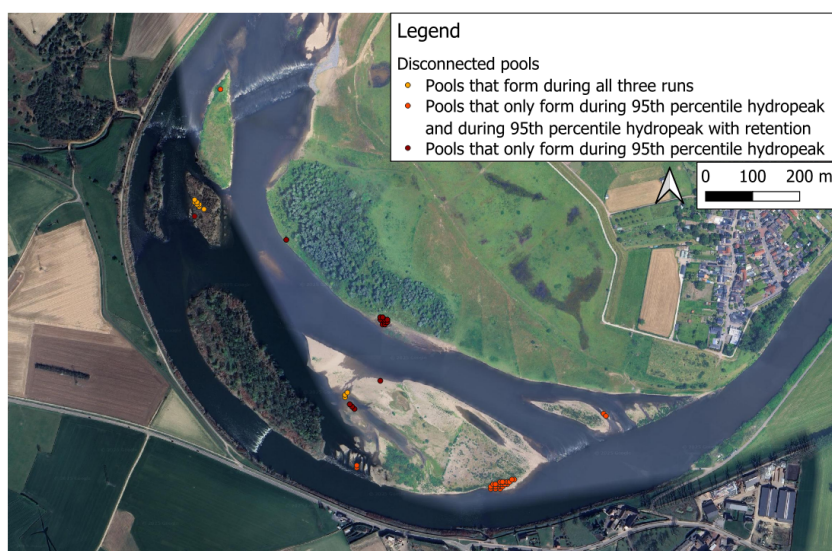 Legend
Disconnected pools
Pools that form during all three runs
Pools that only form during 95th percentile hydropeak
and during 95th percentile hydropeak with retention
Pools that only form during 95th percentile hydropeak
0 100 200 m